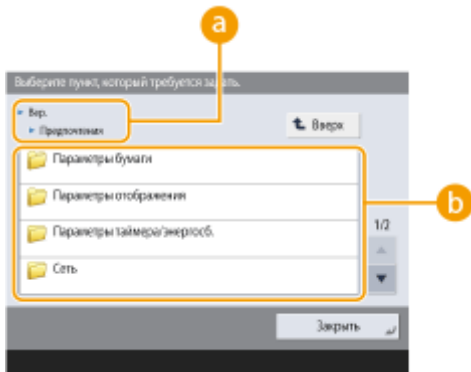 a
Выберите пункт, который требуется задать.
Вер.
Предпочтения
Вверх
Параметры бумаги
Параметры отображения
b
Параметры таймера/энергосб.
1/2
Сеть
Закрыть